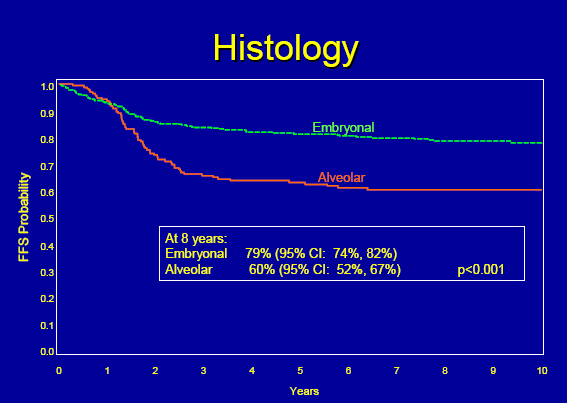 Histology
1.0
0.9
0.8
0.7
0.6
0.5
0.4
0.3
0.2
0.1
0.0
FFS Probability
Embryonal
Alveolar
At 8 years:
Embryonal 79% (95% CI: 74%, 82%)
Alveolar 60% (95% CI: 52%, 67%) p<0.001
0 1 2 3 4 5 6 7 8 9 10
Years